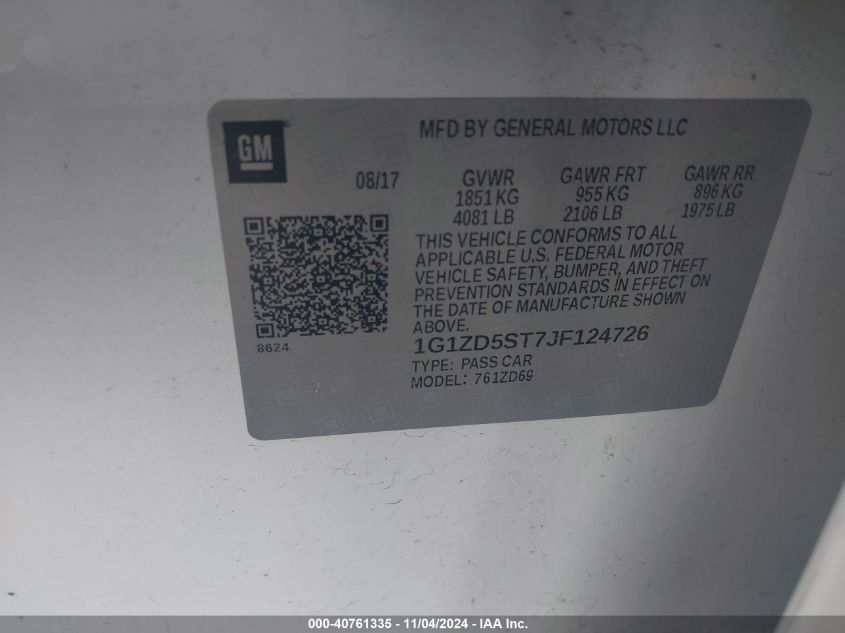 GM
MFD BY GENERAL MOTORS LLC
08/17
GVWR GAWR FRT GAWR RR
1851 KG 955 KG 896 KG
4081 LB 2106 LB 1975 LB
THIS VEHICLE CONFORMS TO ALL
APPLICABLE U.S. FEDERAL MOTOR
VEHICLE SAFETY, BUMPER, AND THEFT
PREVENTION STANDARDS IN EFFECT ON
THE DATE OF MANUFACTURE SHOWN
ABOVE.
8624
1G1ZD5ST7JF124726
TYPE: PASS CAR
MODEL: 761ZD69
000-40761335 - 11/04/2024 - IAA Inc.